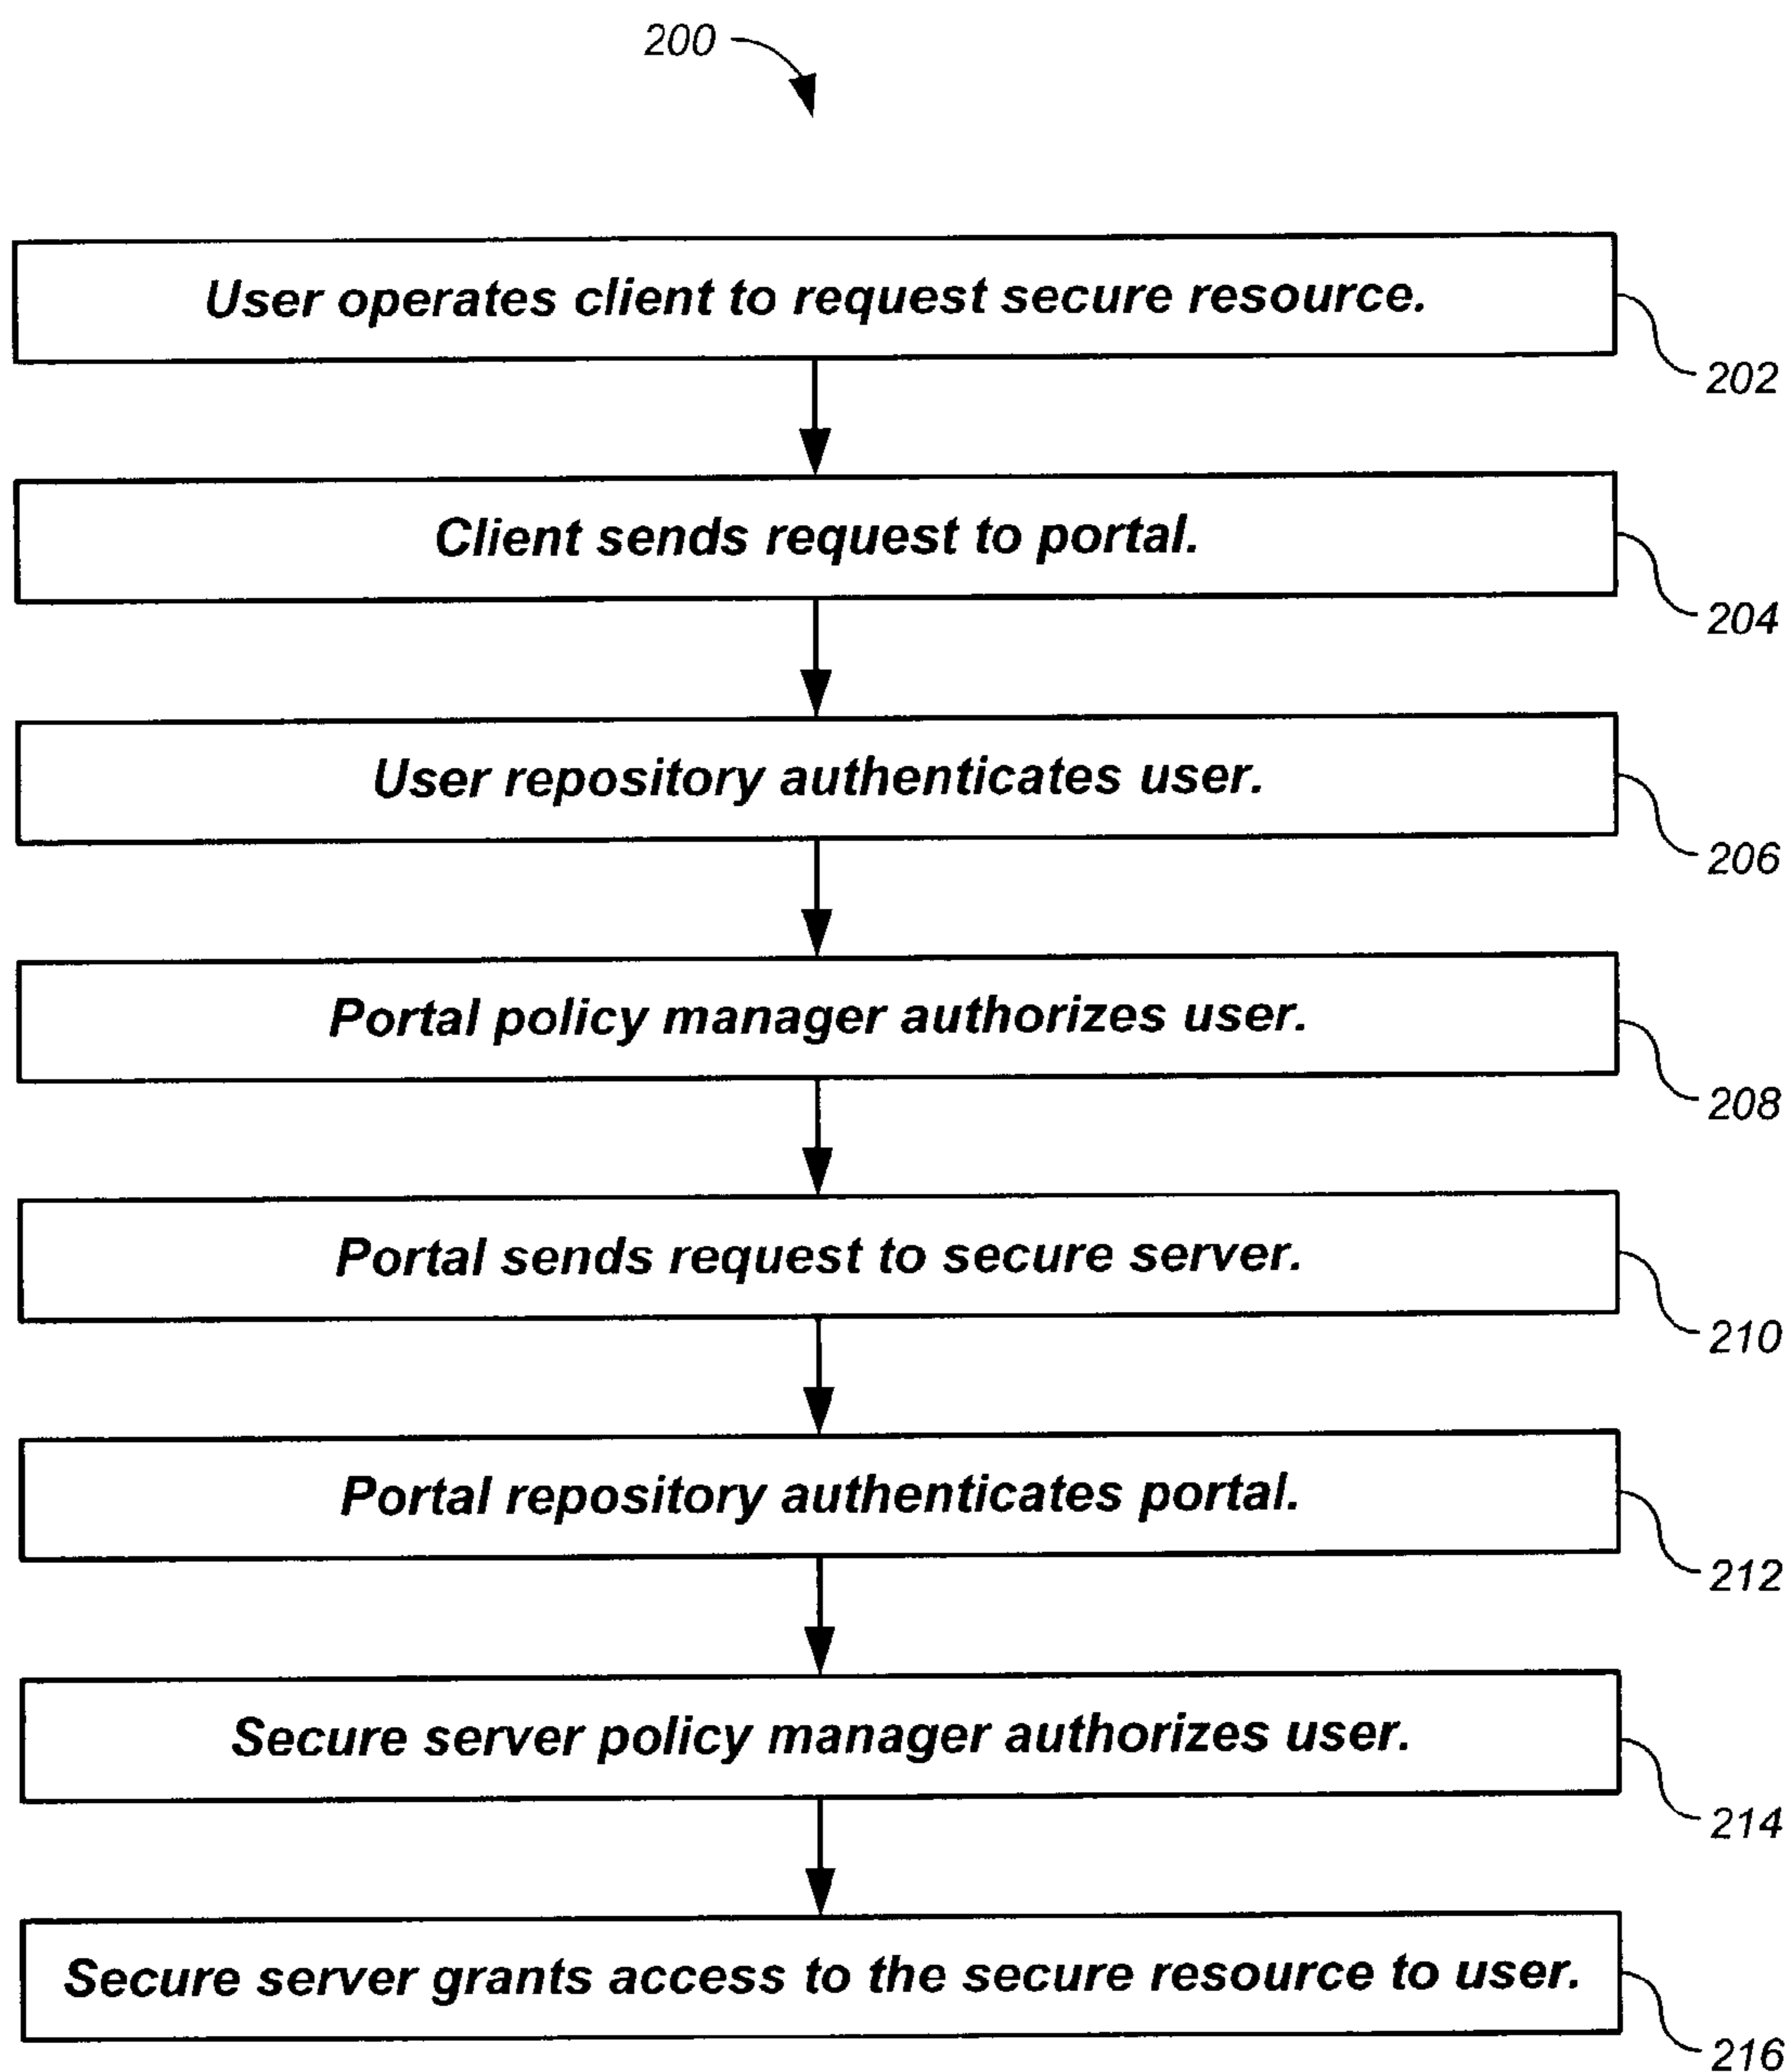 200
User operates client to request secure resource.
202
Client sends request to portal.
204
User repository authenticates user.
206
Portal policy manager authorizes user.
208
Portal sends request to secure server.
210
Portal repository authenticates portal.
212
Secure server policy manager authorizes user.
214
Secure server grants access to the secure resource to user.
216